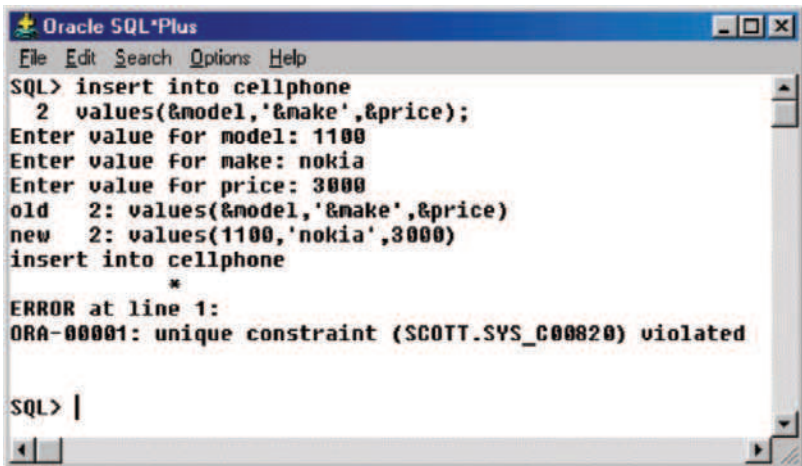 Oracle SQL*Plus
File Edit Search Options Help
SQL> insert into cellphone
2 values(&model,'&make',&price);
Enter value for model: 1100
Enter value for make: nokia
Enter value for price: 3000
old 2: values(&model,'&make',&price)
new 2: values(1100,'nokia',3000)
insert into cellphone
*
ERROR at line 1:
ORA-00001: unique constraint (SCOTT.SYS_C00820) violated
SQL>